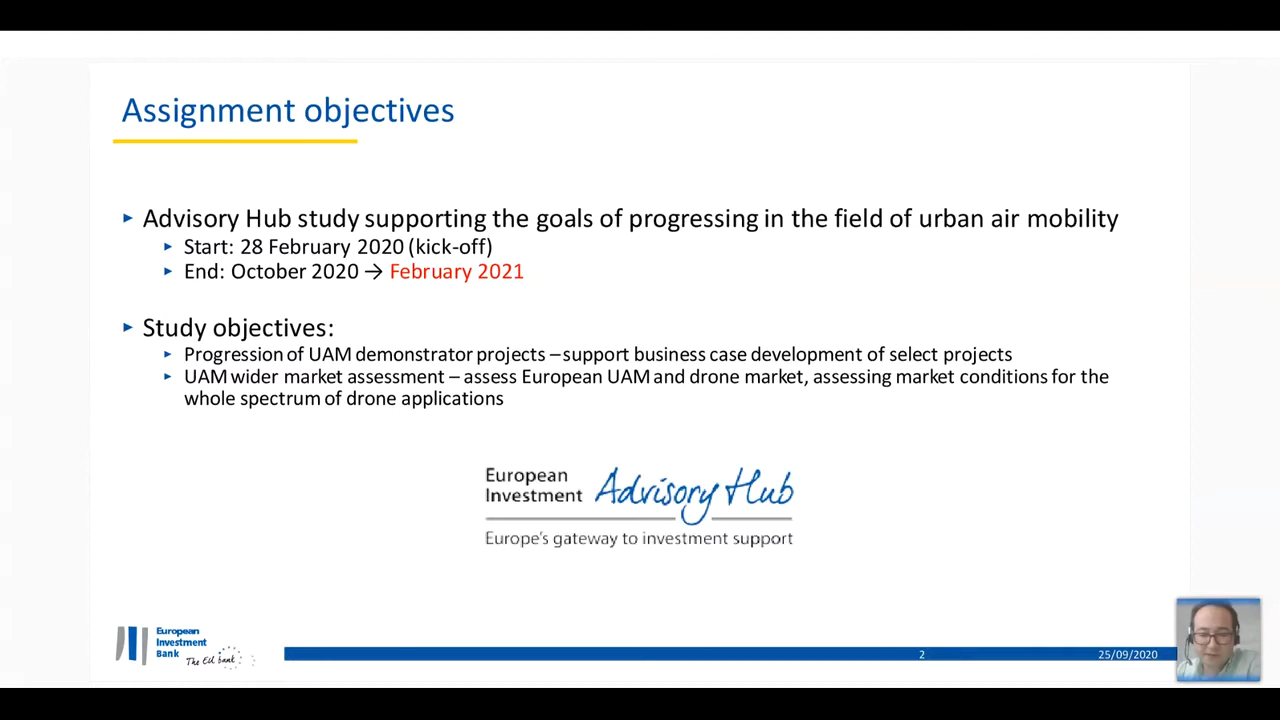 Assignment objectives
Advisory Hub study supporting the goals of progressing in the field of urban air mobility
Start: 28 February 2020 (kick-off)
End: October 2020 → February 2021
Study objectives:
Progression of UAM demonstrator projects – support business case development of select projects
UAM wider market assessment – assess European UAM and drone market, assessing market conditions for the
whole spectrum of drone applications
European
Investment
Advisory Hub
Europe's gateway to investment support
European
Investment
Bank
The EU bank
2
25/09/2020